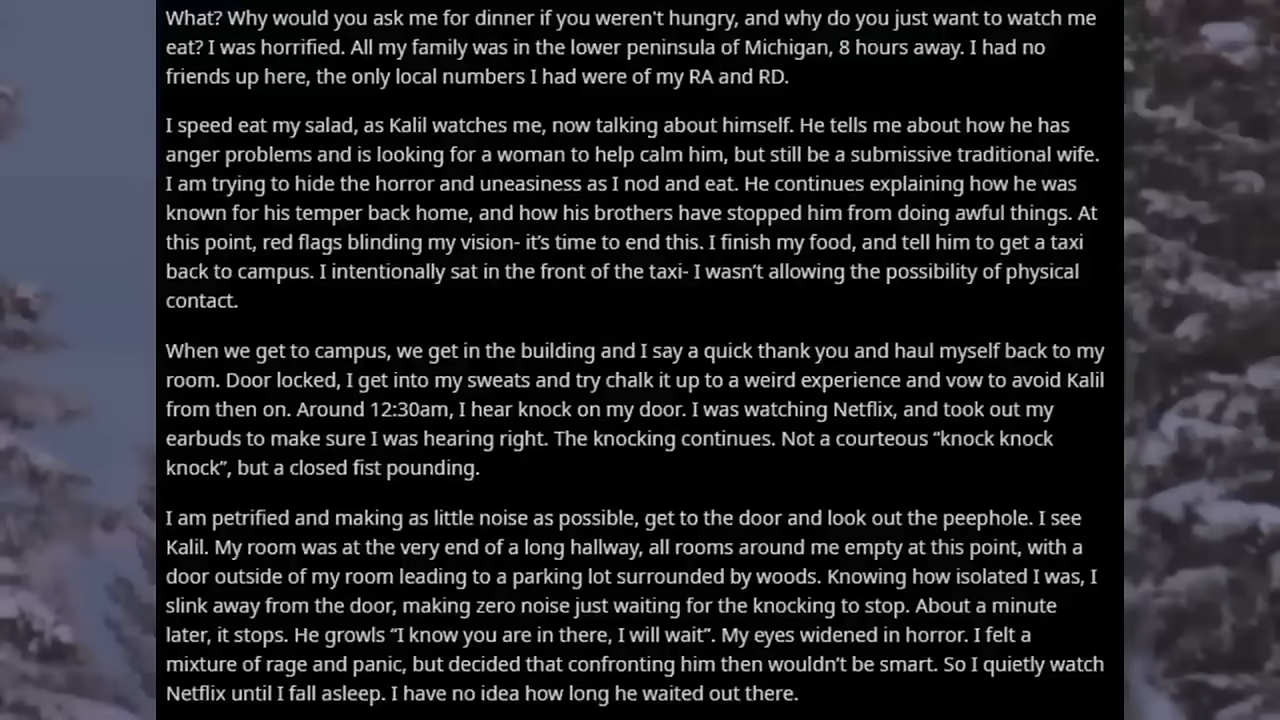 What? Why would you ask me for dinner if you weren't hungry, and why do you just want to watch me
eat? I was horrified. All my family was in the lower peninsula of Michigan, 8 hours away. I had no
friends up here, the only local numbers I had were of my RA and RD.
I speed eat my salad, as Kalil watches me, now talking about himself. He tells me about how he has
anger problems and is looking for a woman to help calm him, but still be a submissive traditional wife.
I am trying to hide the horror and uneasiness as I nod and eat. He continues explaining how he was
known for his temper back home, and how his brothers have stopped him from doing awful things. At
this point, red flags blinding my vision- it’s time to end this. I finish my food, and tell him to get a taxi
back to campus. I intentionally sat in the front of the taxi- I wasn’t allowing the possibility of physical
contact.
When we get to campus, we get in the building and I say a quick thank you and haul myself back to my
room. Door locked, I get into my sweats and try chalk it up to a weird experience and vow to avoid Kalil
from then on. Around 12:30am, I hear knock on my door. I was watching Netflix, and took out my
earbuds to make sure I was hearing right. The knocking continues. Not a courteous “knock knock
knock”, but a closed fist pounding.
I am petrified and making as little noise as possible, get to the door and look out the peephole. I see
Kalil. My room was at the very end of a long hallway, all rooms around me empty at this point, with a
door outside of my room leading to a parking lot surrounded by woods. Knowing how isolated I was, I
slink away from the door, making zero noise just waiting for the knocking to stop. About a minute
later, it stops. He growls “I know you are in there, I will wait”. My eyes widened in horror. I felt a
mixture of rage and panic, but decided that confronting him then wouldn’t be smart. So I quietly watch
Netflix until I fall asleep. I have no idea how long he waited out there.